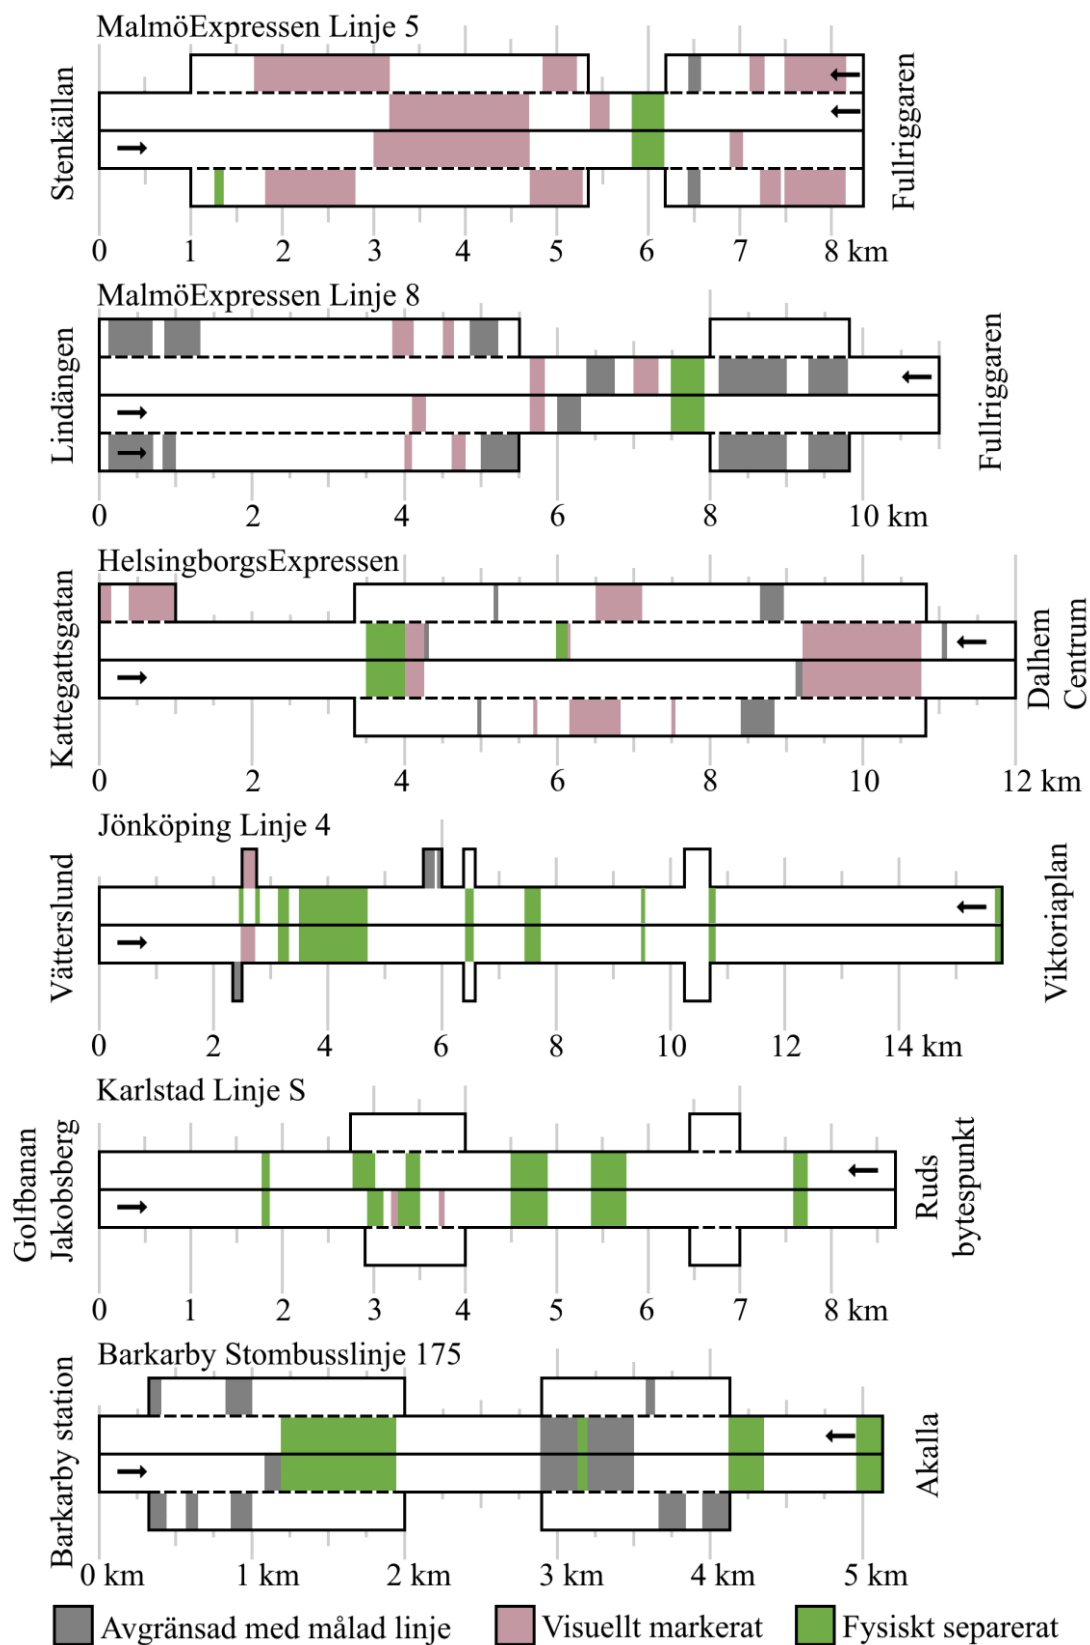 MalmöExpressen Linje 5
Stenkällan
Fullriggaren
0 1 2 3 4 5 6 7 8 km
MalmöExpressen Linje 8
Lindängen
Fullriggaren
0 2 4 6 8 10 km
HelsingborgsExpressen
Kattegattsgatan
Dalhem
Centrum
0 2 4 6 8 10 12 km
Jönköping Linje 4
Vätterslund
Viktoriaplan
0 2 4 6 8 10 12 14 km
Karlstad Linje S
Golfbanan
Jakobsberg
Ruds
bytespunkt
0 1 2 3 4 5 6 7 8 km
Barkarby Stombusslinje 175
Barkarby station
Akalla
0 km 1 km 2 km 3 km 4 km 5 km
Avgränsad med målad linje Visuellt markerat Fysiskt separerat